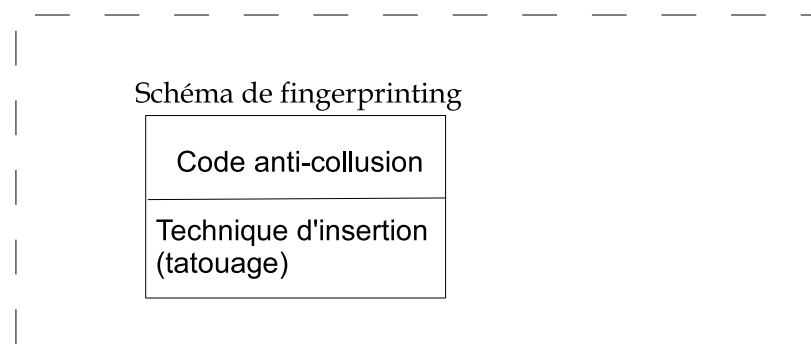 Schéma de fingerprinting
Code anti-collusion
Technique d'insertion
(tatouage)